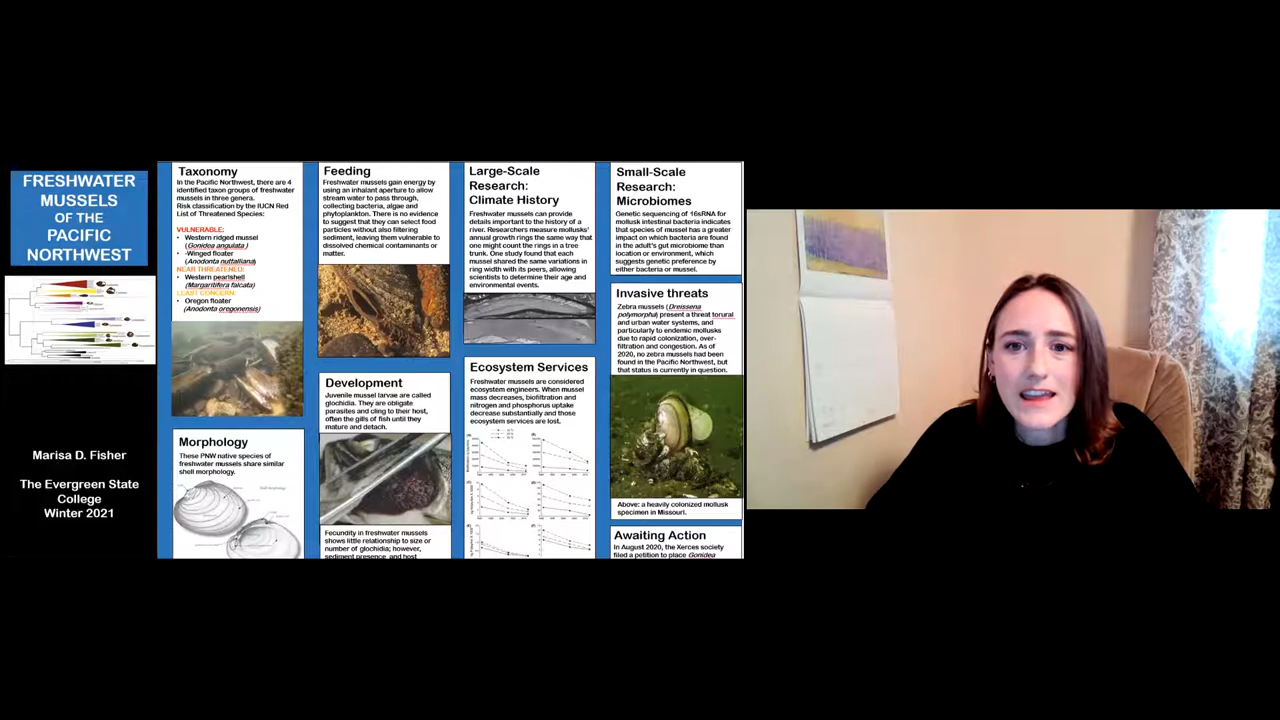 FRESHWATER
MUSSELS
OF THE
PACIFIC
NORTHWEST
Marisa D. Fisher
The Evergreen State
College
Winter 2021
Taxonomy
In the Pacific Northwest, there are 4
identified taxon groups of freshwater
mussels in three genera.
Risk classification by the IUCN Red
List of Threatened Species:
VULNERABLE:
• Western ridged mussel
(Gonidea angulata )
• -Winged floater
(Anodonta nuttalliana)
NEAR THREATENED:
• Western pearlshell
(Margaritifera falcata)
LEAST CONCERN:
• Oregon floater
(Anodonta oregonensis)
Morphology
These PNW native species of
freshwater mussels share similar
shell morphology.
Feeding
Freshwater mussels gain energy by
using an inhalant aperture to allow
stream water to pass through,
collecting bacteria, algae and
phytoplankton. There is no evidence
to suggest that they can select food
particles without also filtering
sediment, leaving them vulnerable to
dissolved chemical contaminants or
matter.
Development
Juvenile mussel larvae are called
glochidia. They are obligate
parasites and cling to their host,
often the gills of fish until they
mature and detach.
Fecundity in freshwater mussels
shows little relationship to size or
number of glochidia; however,
sediment presence, and host
Large-Scale
Research:
Climate History
Freshwater mussels can provide
details important to the history of a
river. Researchers measure mollusks'
annual growth rings the same way that
one might count the rings in a tree
trunk. One study found that each
mussel shared the same variations in
ring width with its peers, allowing
scientists to determine their age and
environmental events.
Ecosystem Services
Freshwater mussels are considered
ecosystem engineers. When mussel
mass decreases, biofiltration and
nitrogen and phosphorus uptake
decrease substantially and those
ecosystem services are lost.
Small-Scale
Research:
Microbiomes
Genetic sequencing of 16sRNA for
mollusk intestinal bacteria indicates
that species of mussel has a greater
impact on which bacteria are found
in the adult's gut microbiome than
location or environment, which
suggests genetic preference by
either bacteria or mussel.
Invasive threats
Zebra mussels (Dreissena
polymorpha) present a threat torural
and urban water systems, and
particularly to endemic mollusks
due to rapid colonization, over-
filtration and congestion. As of
2020, no zebra mussels had been
found in the Pacific Northwest, but
that status is currently in question.
Above: a heavily colonized mollusk
specimen in Missouri.
Awaiting Action
In August 2020, the Xerces society
filed a petition to place Gonidea